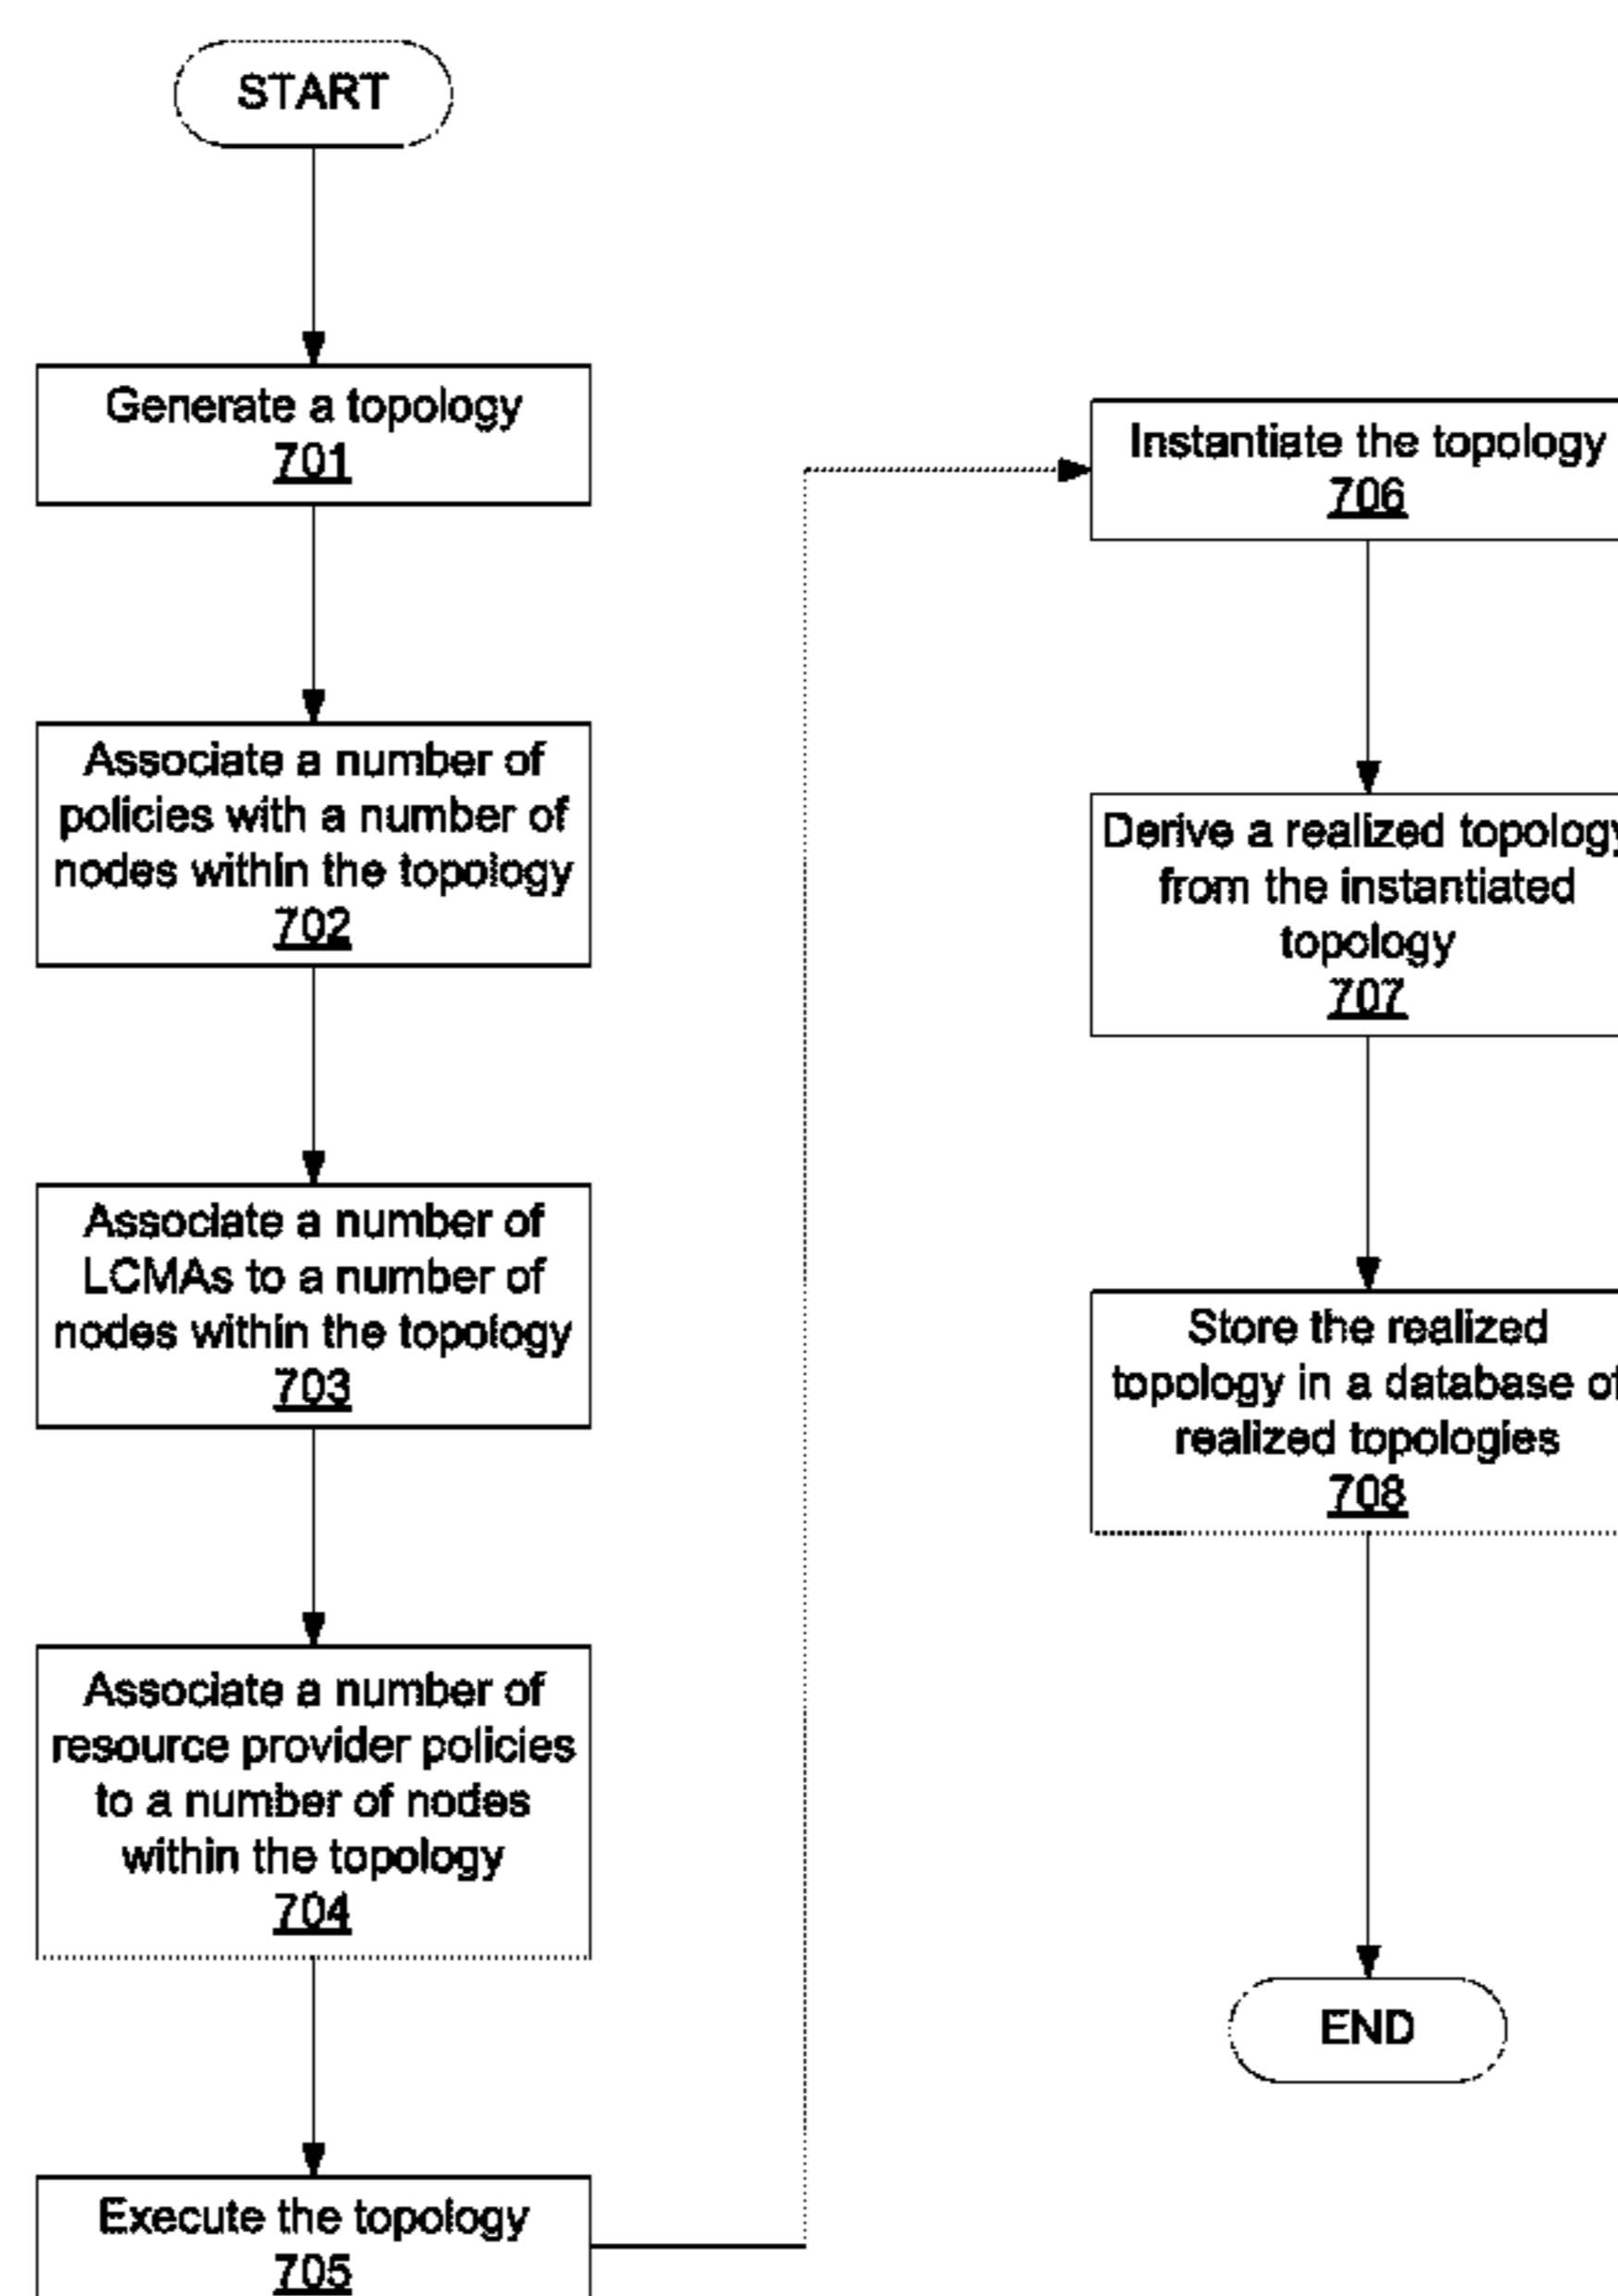 START
Generate a topology
701
Associate a number of
policies with a number of
nodes within the topology
702
Associate a number of
LCMAs to a number of
nodes within the topology
703
Associate a number of
resource provider policies
to a number of nodes
within the topology
704
Execute the topology
705
Instantiate the topology
706
Derive a realized topology
from the instantiated
topology
707
Store the realized
topology in a database of
realized topologies
708
END